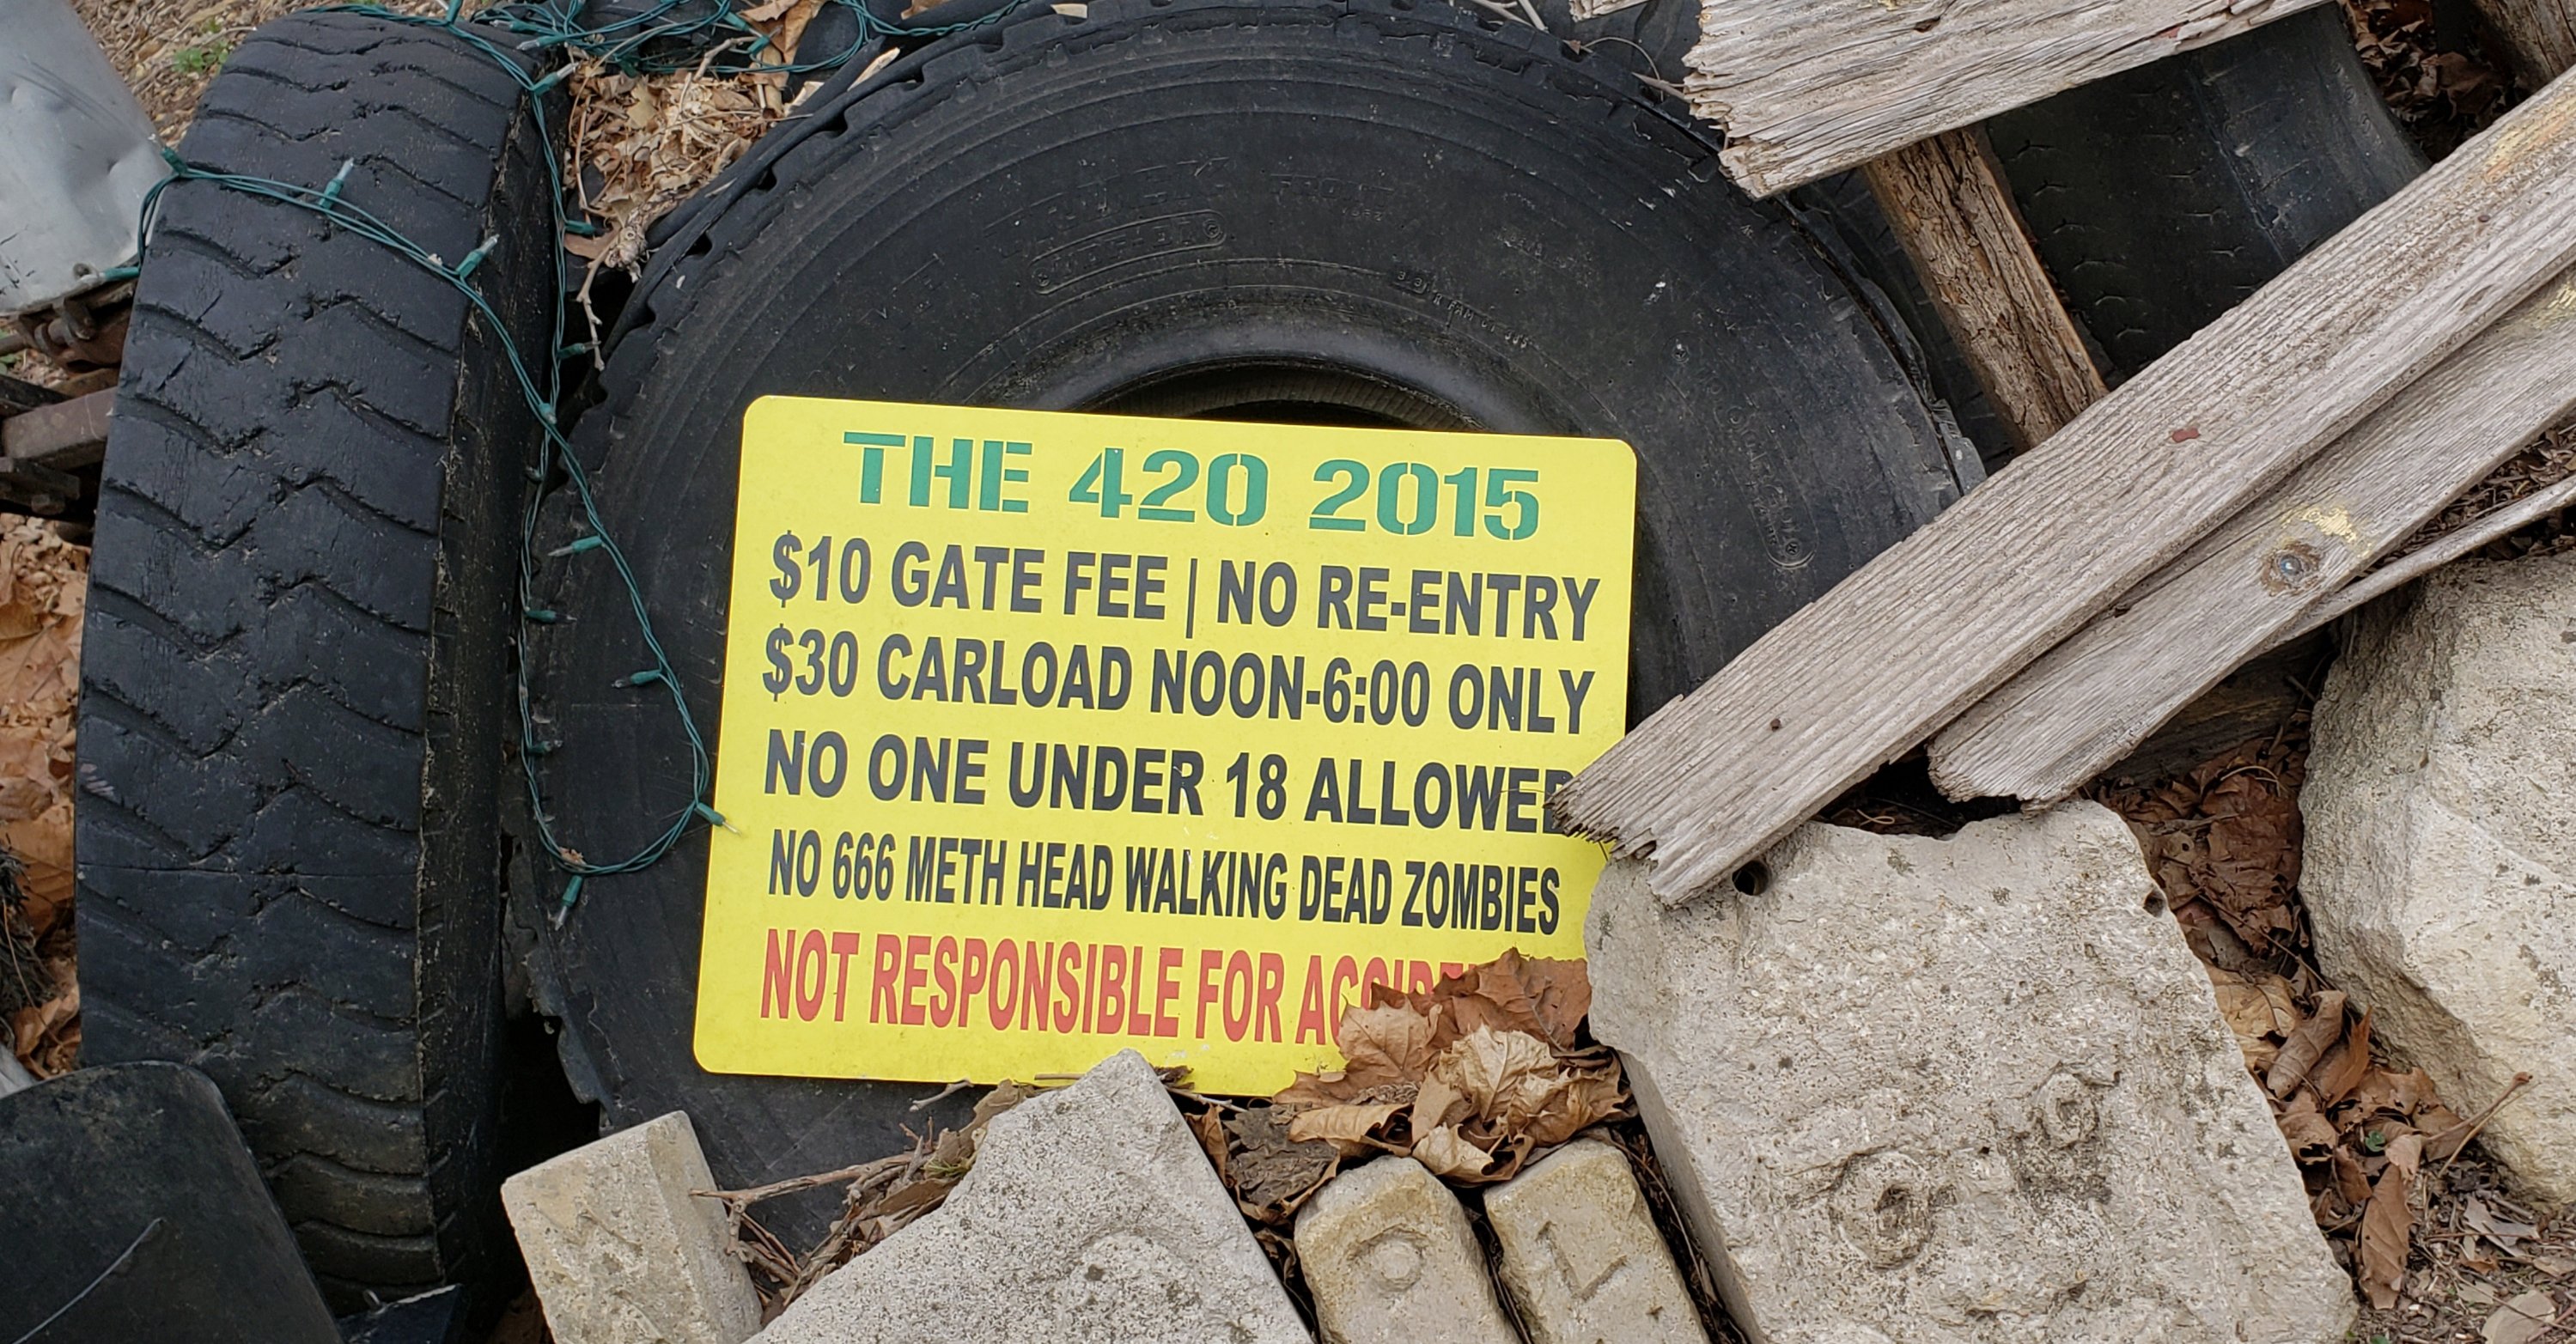 THE 420 2015
$10 GATE FEE | NO RE-ENTRY
$30 CARLOAD NOON-6:00 ONLY
NO ONE UNDER 18 ALLOWED
NO 666 METH HEAD WALKING DEAD ZOMBIES
NOT RESPONSIBLE FOR